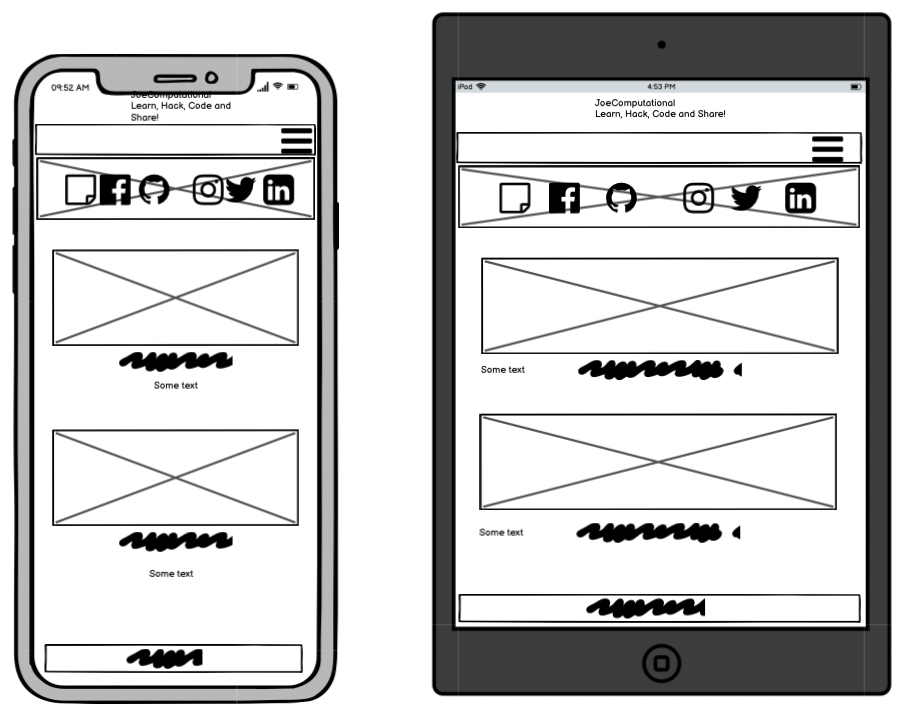 09:52 AM
JoeComputational
Learn, Hack, Code and
Share!
Some text
Some text
iPad
4:53 PM
JoeComputational
Learn, Hack, Code and Share!
Some text
Some text